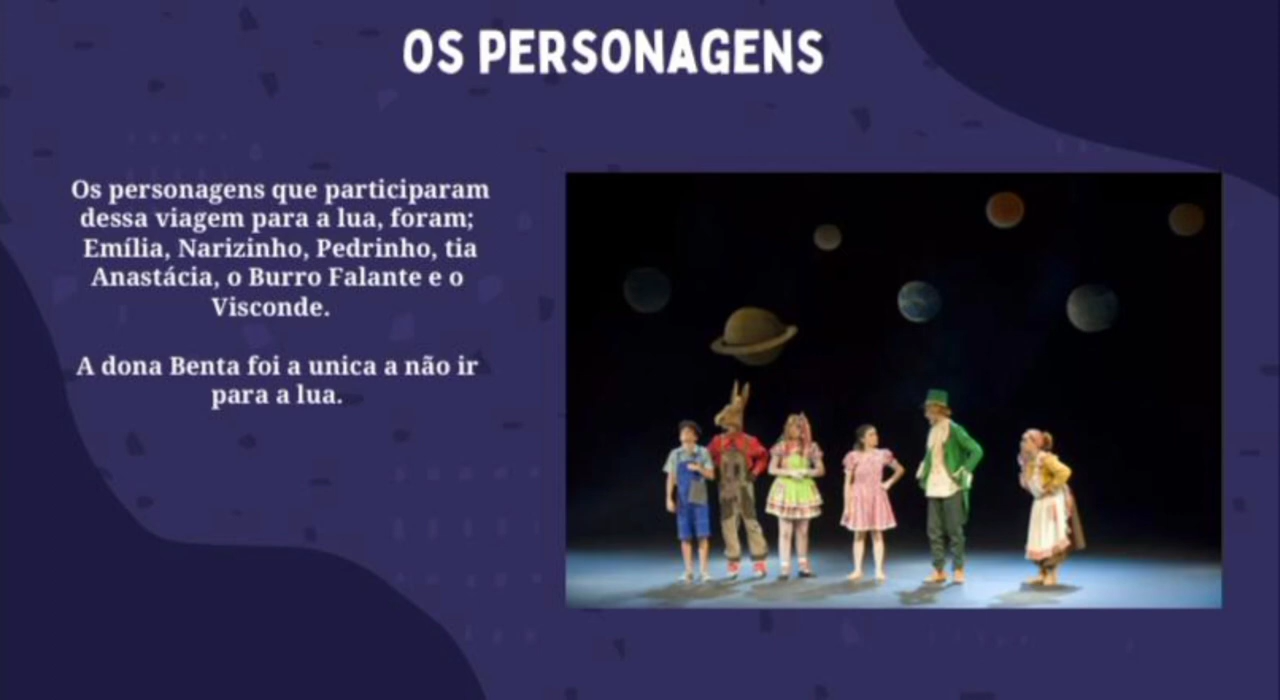 OS PERSONAGENS
Os personagens que participaram
dessa viagem para a lua, foram;
Emília, Narizinho, Pedrinho, tia
Anastácia, o Burro Falante e o
Visconde.
A dona Benta foi a unica a não ir
para a lua.